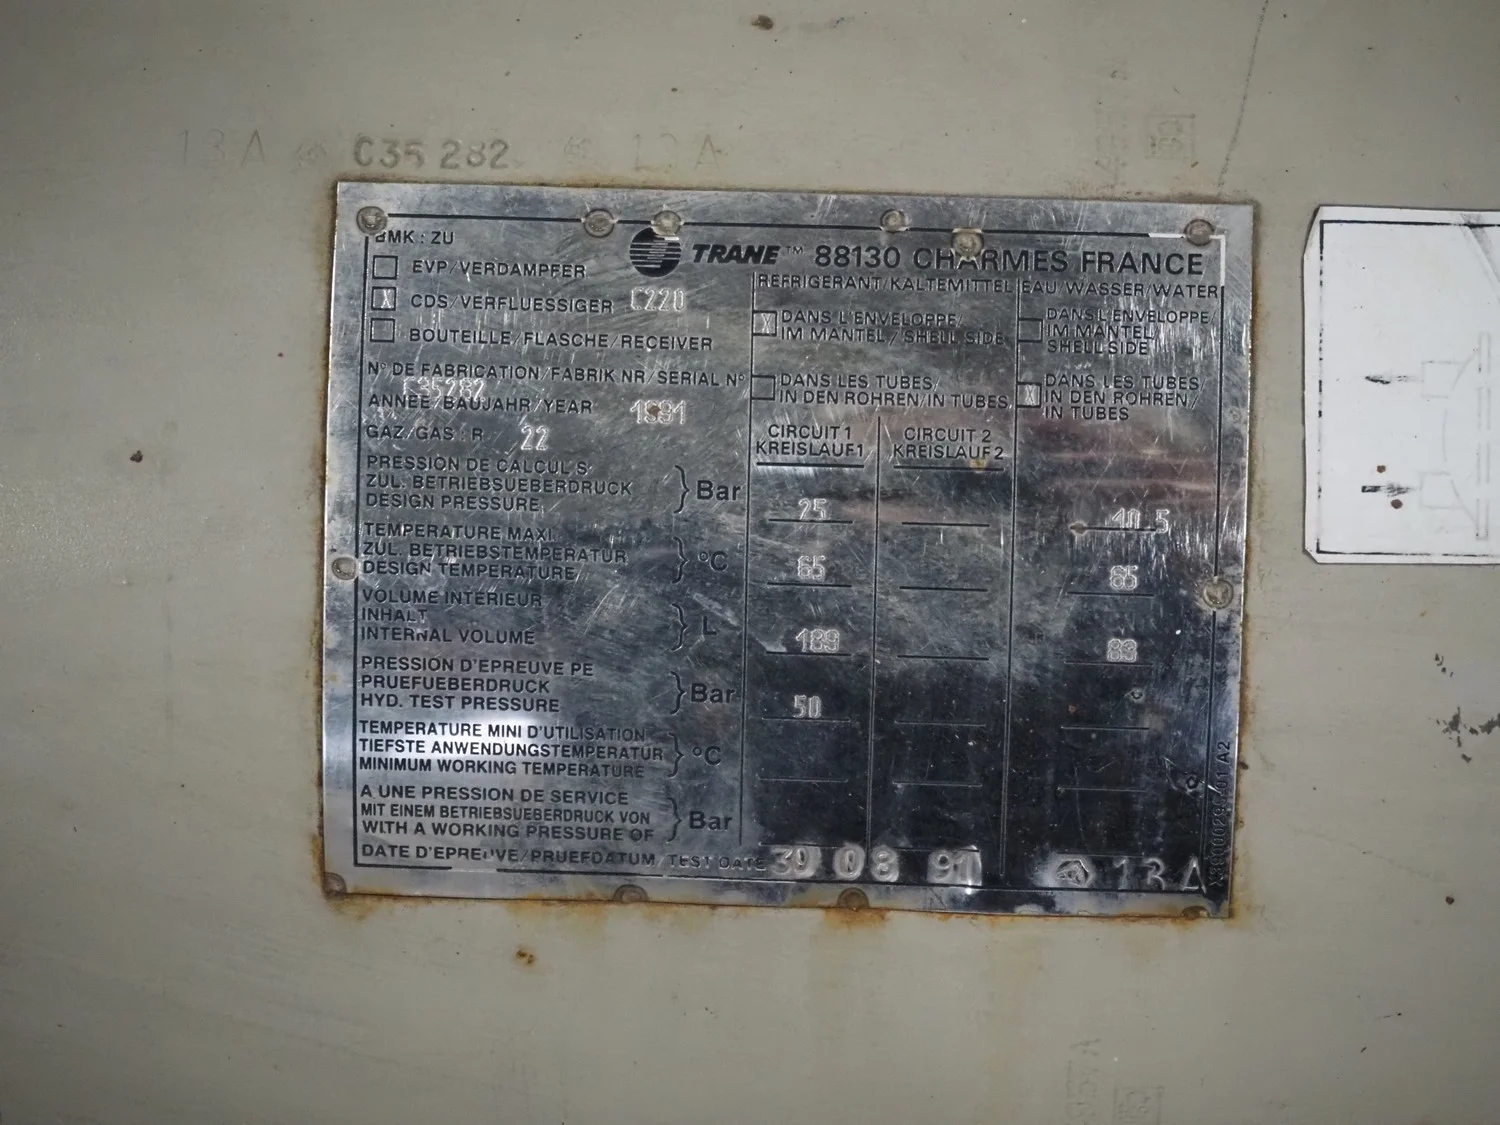 13 A C35 282 13 A
BMK : ZU
TRANE™ 88130 CHARMES FRANCE
EVP/VERDAMPFER
X CDS/VERFLUESSIGER C220
BOUTEILLE/FLASCHE/RECEIVER
N° DE FABRICATION/FABRIK NR/SERIAL N°
C35282
ANNEE/BAUJAHR/YEAR 1991
GAZ/GAS : R 22
REFRIGERANT/KALTEMITTEL
X DANS L'ENVELOPPE/
IM MANTEL/SHELL SIDE
DANS LES TUBES/
IN DEN ROHREN/IN TUBES
EAU/WASSER/WATER
DANS L'ENVELOPPE/
IM MANTEL/
SHELL SIDE
X DANS LES TUBES/
IN DEN ROHREN/
IN TUBES
CIRCUIT 1
KREISLAUF 1
CIRCUIT 2
KREISLAUF 2
PRESSION DE CALCUL S
ZUL. BETRIEBSUEBERDRUCK
DESIGN PRESSURE
Bar 25 10.5
TEMPERATURE MAXI.
ZUL. BETRIEBSTEMPERATUR
DESIGN TEMPERATURE
°C 65 65
VOLUME INTERIEUR
INHALT
INTERNAL VOLUME
L 189 83
PRESSION D'EPREUVE PE
PRUEFUEBERDRUCK
HYD. TEST PRESSURE
Bar 50
TEMPERATURE MINI D'UTILISATION
TIEFSTE ANWENDUNGSTEMPERATUR
MINIMUM WORKING TEMPERATURE
°C
A UNE PRESSION DE SERVICE
MIT EINEM BETRIEBSUEBERDRUCK VON
WITH A WORKING PRESSURE OF
Bar
DATE D'EPREUVE/PRUEFDATUM/TEST DATE 30 08 91 13 A